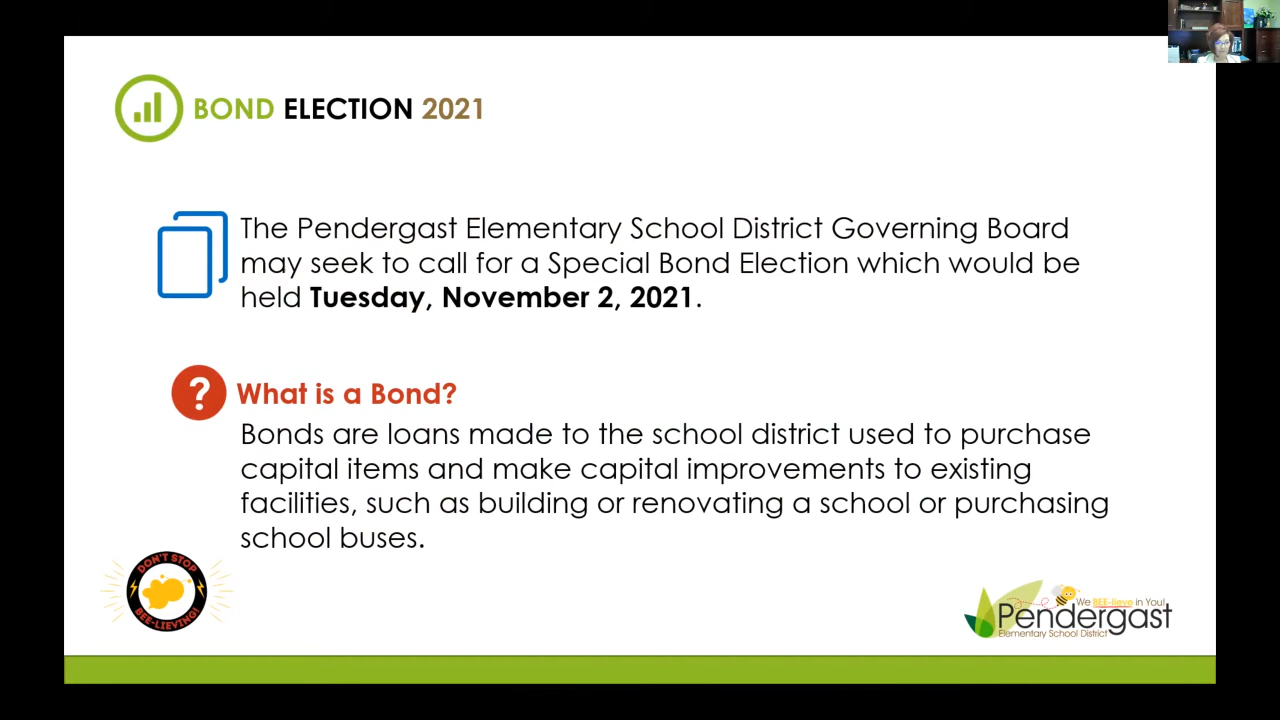 BOND ELECTION 2021
The Pendergast Elementary School District Governing Board
may seek to call for a Special Bond Election which would be
held Tuesday, November 2, 2021.
What is a Bond?
Bonds are loans made to the school district used to purchase
capital items and make capital improvements to existing
facilities, such as building or renovating a school or purchasing
school buses.
DON'T STOP
BEE-LIEVING!
We BEE-lieve in You!
Pendergast
Elementary School District